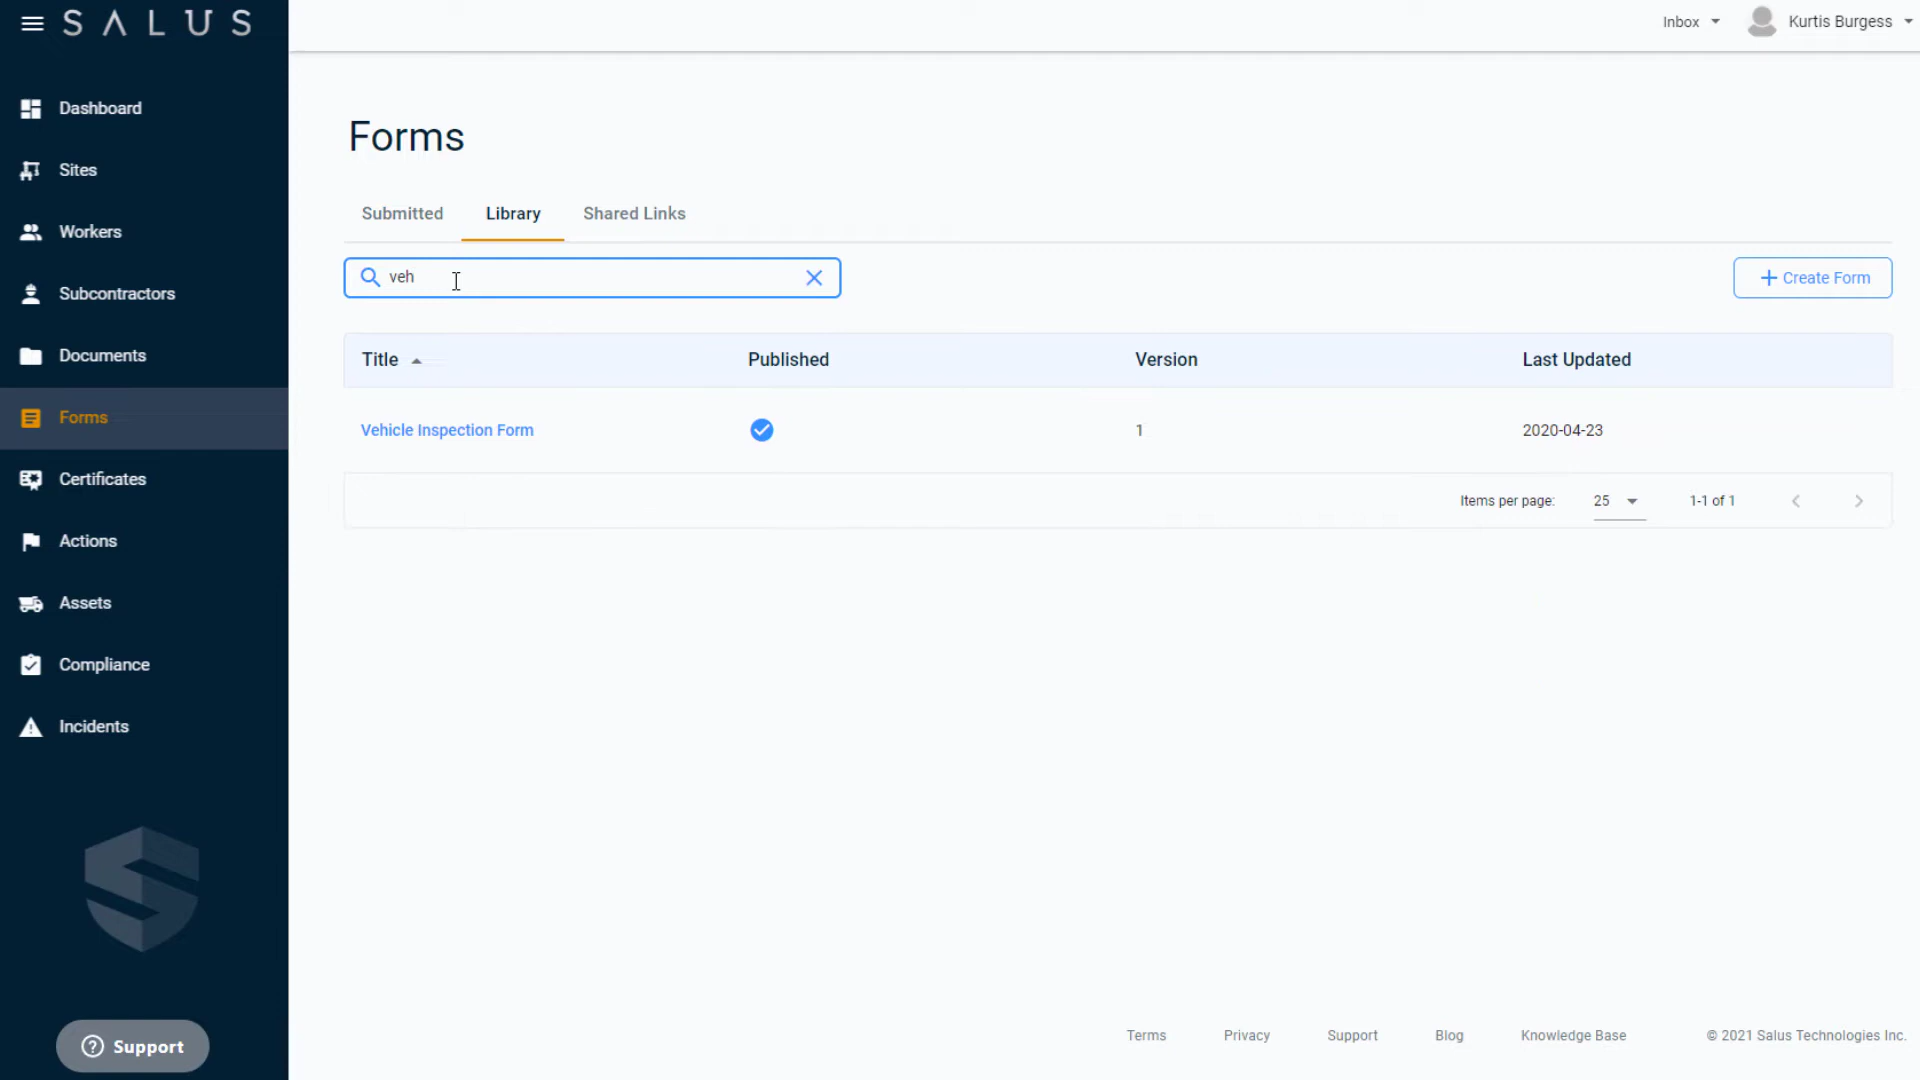 SALUS
Inbox
Kurtis Burgess
Dashboard
Sites
Workers
Subcontractors
Documents
Forms
Certificates
Actions
Assets
Compliance
Incidents
Support
Forms
Submitted Library Shared Links
veh
Create Form
Title Published Version Last Updated
Vehicle Inspection Form 1 2020-04-23
Items per page: 25 1-1 of 1
Terms Privacy Support Blog Knowledge Base © 2021 Salus Technologies Inc.